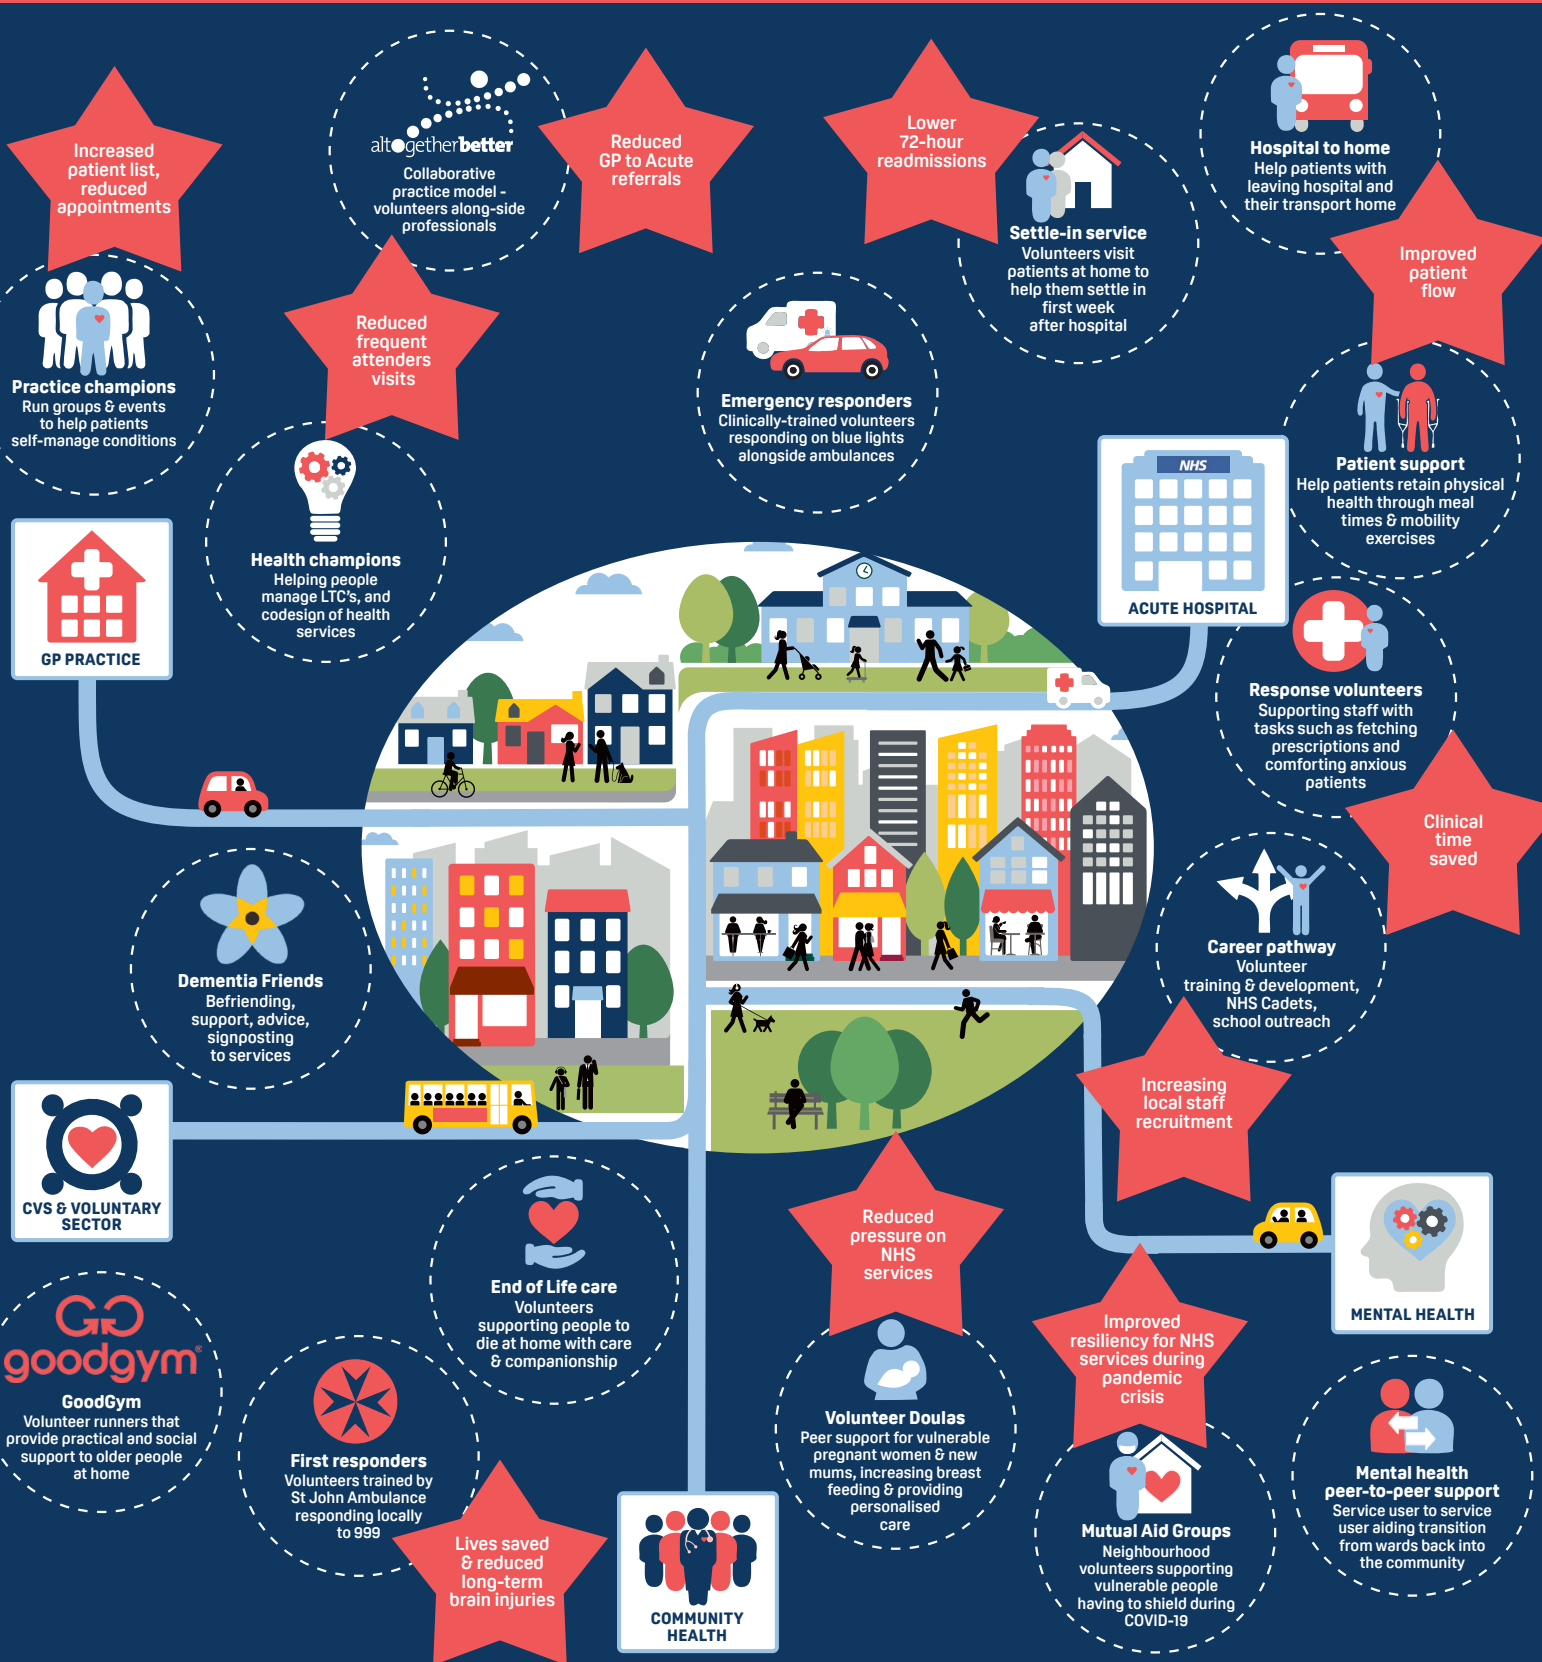 Increased
patient list,
reduced
appointments
altogetherbetter
Collaborative
practice model -
volunteers along-side
professionals
Reduced
GP to Acute
referrals
Lower
72-hour
readmissions
Hospital to home
Help patients with
leaving hospital and
their transport home
Settle-in service
Volunteers visit
patients at home to
help them settle in
first week
after hospital
Improved
patient
flow
Practice champions
Run groups & events
to help patients
self-manage conditions
Reduced
frequent
attenders
visits
Emergency responders
Clinically-trained volunteers
responding on blue lights
alongside ambulances
Patient support
Help patients retain physical
health through meal
times & mobility
exercises
NHS
ACUTE HOSPITAL
Health champions
Helping people
manage LTC's, and
codesign of health
services
GP PRACTICE
Response volunteers
Supporting staff with
tasks such as fetching
prescriptions and
comforting anxious
patients
Clinical
time
saved
Dementia Friends
Befriending,
support, advice,
signposting
to services
Career pathway
Volunteer
training & development,
NHS Cadets,
school outreach
Increasing
local staff
recruitment
CVS & VOLUNTARY
SECTOR
End of Life care
Volunteers
supporting people to
die at home with care
& companionship
Reduced
pressure on
NHS
services
MENTAL HEALTH
Improved
resiliency for NHS
services during
pandemic
crisis
goodgym®
GoodGym
Volunteer runners that
provide practical and social
support to older people
at home
First responders
Volunteers trained by
St John Ambulance
responding locally
to 999
Lives saved
& reduced
long-term
brain injuries
COMMUNITY
HEALTH
Volunteer Doulas
Peer support for vulnerable
pregnant women & new
mums, increasing breast
feeding & providing
personalised
care
Mutual Aid Groups
Neighbourhood
volunteers supporting
vulnerable people
having to shield during
COVID-19
Mental health
peer-to-peer support
Service user to service
user aiding transition
from wards back into
the community